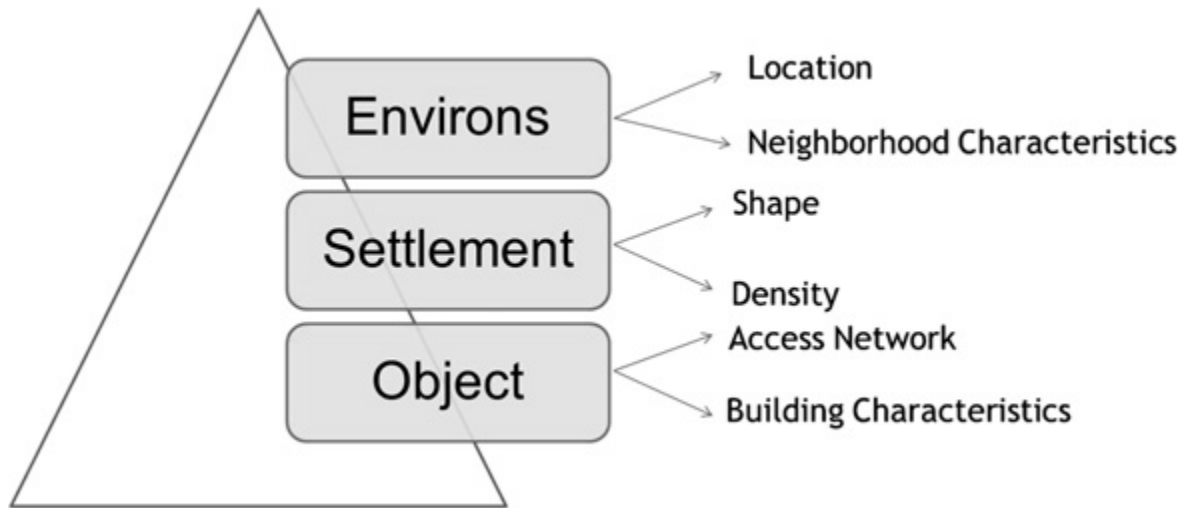 Environs
Location
Neighborhood Characteristics
Settlement
Shape
Density
Object
Access Network
Building Characteristics